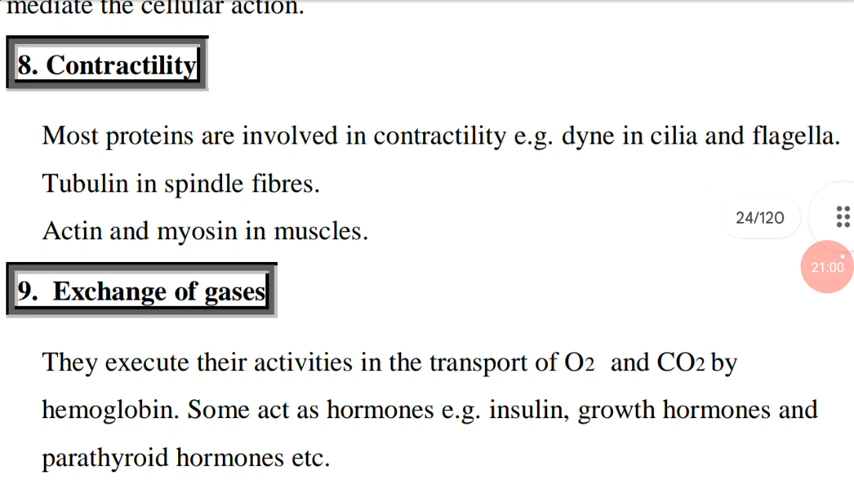 mediate the cellular action.
8. Contractility
Most proteins are involved in contractility e.g. dyne in cilia and flagella.
Tubulin in spindle fibres.
Actin and myosin in muscles.
24/120
21:00
9. Exchange of gases
They execute their activities in the transport of O2 and CO2 by
hemoglobin. Some act as hormones e.g. insulin, growth hormones and
parathyroid hormones etc.